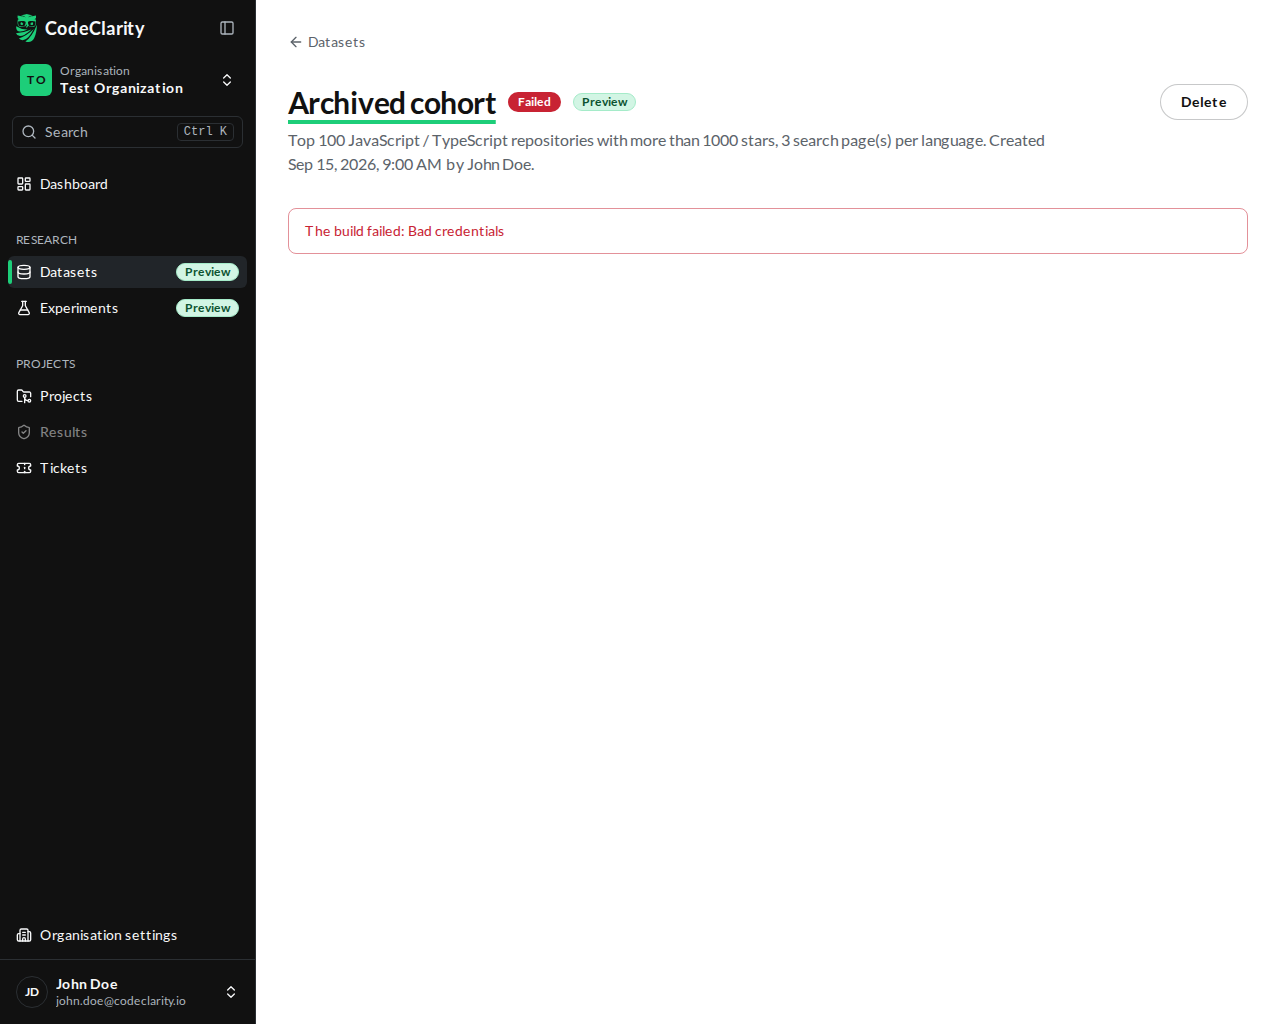 CodeClarity
TO
Organisation
Test Organization
Search
Ctrl K
Dashboard
RESEARCH
Datasets
Preview
Experiments
Preview
PROJECTS
Projects
Results
Tickets
Organisation settings
JD
John Doe
john.doe@codeclarity.io
Datasets
Archived cohort
Failed
Preview
Delete
Top 100 JavaScript / TypeScript repositories with more than 1000 stars, 3 search page(s) per language. Created
Sep 15, 2026, 9:00 AM by John Doe.
The build failed: Bad credentials